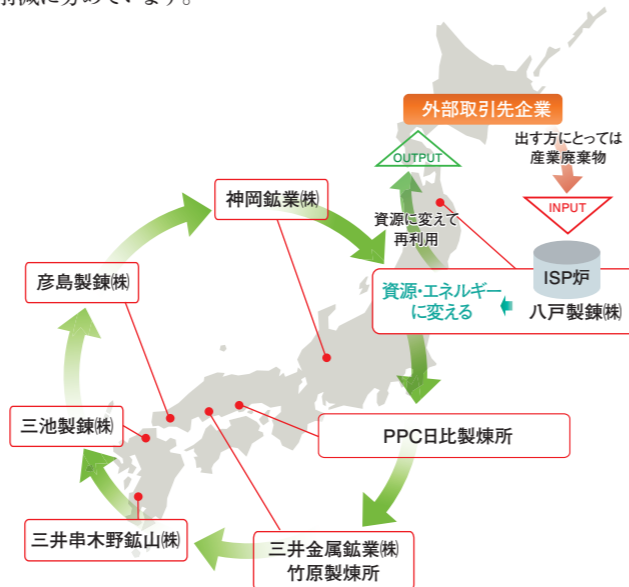 外部取引先企業
OUTPUT
出す方にとっては
産業廃棄物
INPUT
神岡鉱業㈱
資源に変えて
再利用
彦島製錬㈱
資源・エネルギー
に変える
ISP炉
八戸製錬㈱
三池製錬㈱
PPC日比製煉所
三井串木野鉱山㈱
三井金属鉱業㈱
竹原製煉所